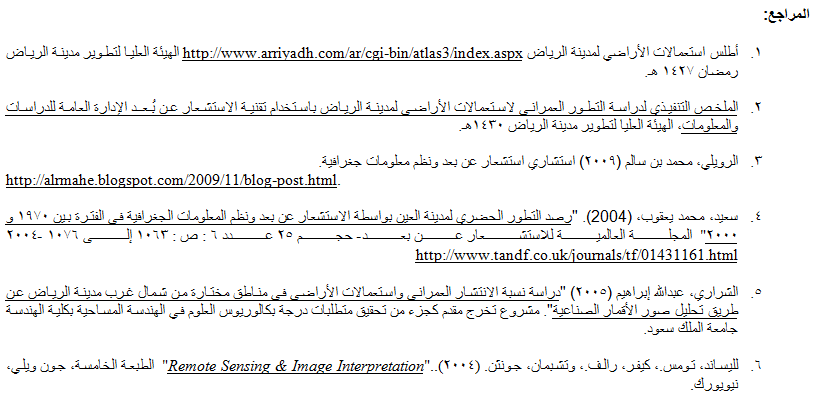 المراجع:
١. أطلس استعمالات الأراضي لمدينة الرياض http://www.arriyadh.com/ar/cgi-bin/atlas3/index.aspx الهيئة العليا لتطوير مدينة الرياض
رمضان ١٤٢٧ هـ.
٢. الملخص التنفيذي لدراسة التطور العمراني لاستعمالات الأراضي لمدينة الرياض باستخدام تقنية الاستشعار عن بُعد الإدارة العامة للدراسات
والمعلومات، الهيئة العليا لتطوير مدينة الرياض ١٤٣٠هـ.
٣. الرويلي، محمد بن سالم (٢٠٠٩) استشاري استشعار عن بعد ونظم معلومات جغرافية.
http://alrmahe.blogspot.com/2009/11/blog-post.html.
٤. سعيد، محمد يعقوب، (2004). "رصد التطور الحضري لمدينة العين بواسطة الاستشعار عن بعد ونظم المعلومات الجغرافية في الفترة بين ١٩٧٠ و
٢٠٠٠" المجلة العالمية للاستشعار عن بعد- حجم ٢٥ عدد ٦ : ص : ١٠٦٣ إلى ١٠٧٦ -٢٠٠٤
http://www.tandf.co.uk/journals/tf/01431161.html
٥. الشراري، عبدالله إبراهيم (٢٠٠٥) "دراسة نسبة الانتشار العمراني واستعمالات الأراضي في مناطق مختارة من شمال غرب مدينة الرياض عن
طريق تحليل صور الأقمار الصناعية". مشروع تخرج مقدم كجزء من تحقيق متطلبات درجة بكالوريوس العلوم في الهندسة المساحية بكلية الهندسة
جامعة الملك سعود.
٦. لليساند، تومس.، كيفر، رالف.، وتشبمان، جونثن. (٢٠٠٤).."Remote Sensing & Image Interpretation" الطبعة الخامسة، جون ويلي،
نيويورك.